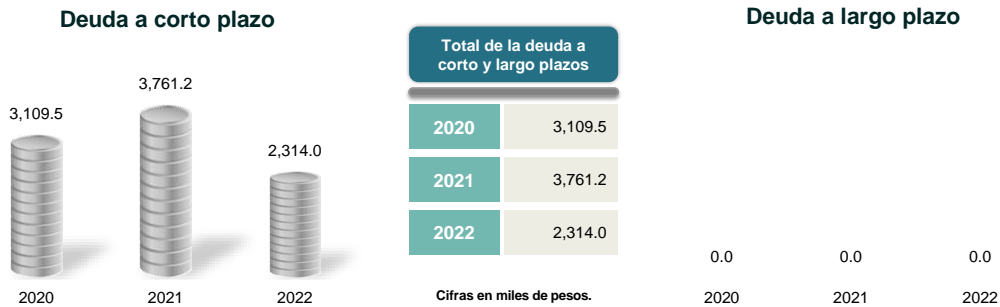 Deuda a corto plazo
3,109.5
3,761.2
2,314.0
2020
2021
2022
Total de la deuda a
corto y largo plazos
2020 3,109.5
2021 3,761.2
2022 2,314.0
Cifras en miles de pesos.
Deuda a largo plazo
0.0 0.0 0.0
2020 2021 2022